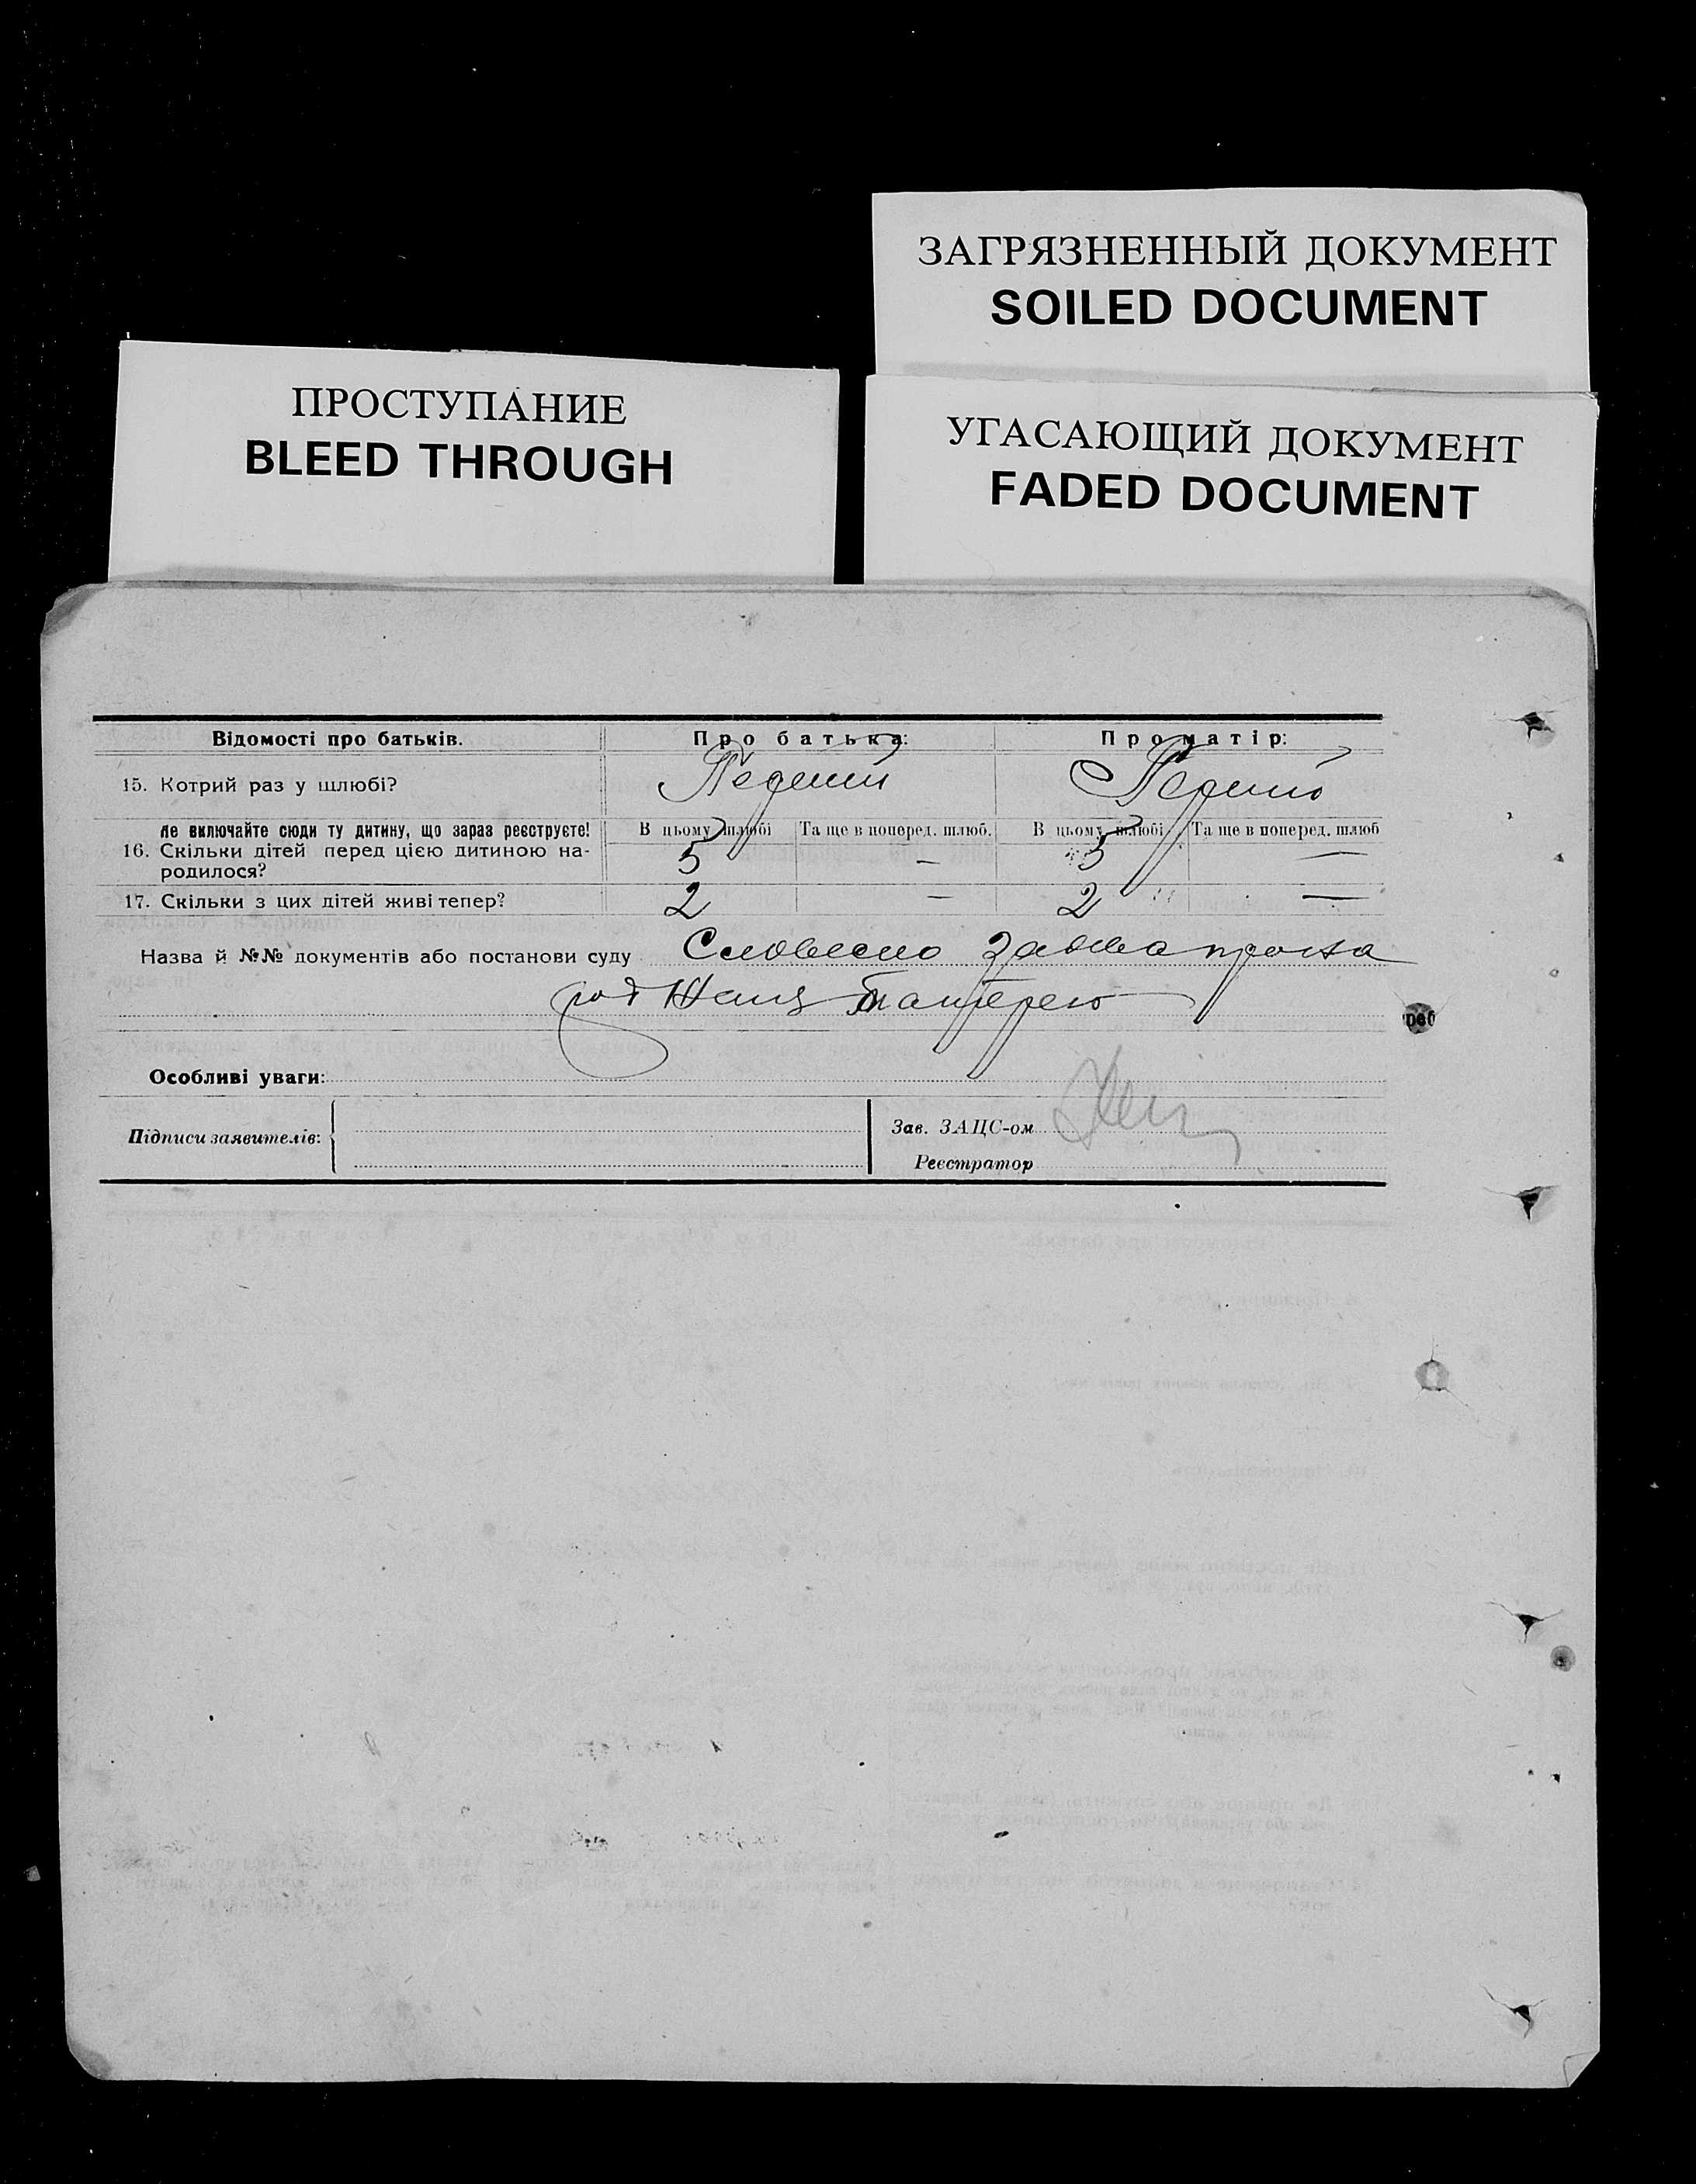 ЗАГРЯЗНЕННЫЙ ДОКУМЕНТ
SOILED DOCUMENT
ПРОСТУПАНИЕ
BLEED THROUGH
УГАСАЮЩИЙ ДОКУМЕНТ
FADED DOCUMENT
Відомості про батьків. Про батька: Про матір:
15. Котрий раз у шлюбі?
Не включайте сюди ту дитину, що зараз реєструєте! В цьому шлюбі Та ще в поперед. шлюб. В цьому шлюбі Та ще в поперед. шлюб
16. Скільки дітей перед цією дитиною на- 5 — 5 —
родилося?
17. Скільки з цих дітей живі тепер? 2 — 2 —
Назва й №№ документів або постанови суду Словесно
Особливі уваги:
Підписи заявителів:
Зав. ЗАЦС-ом
Реєстратор